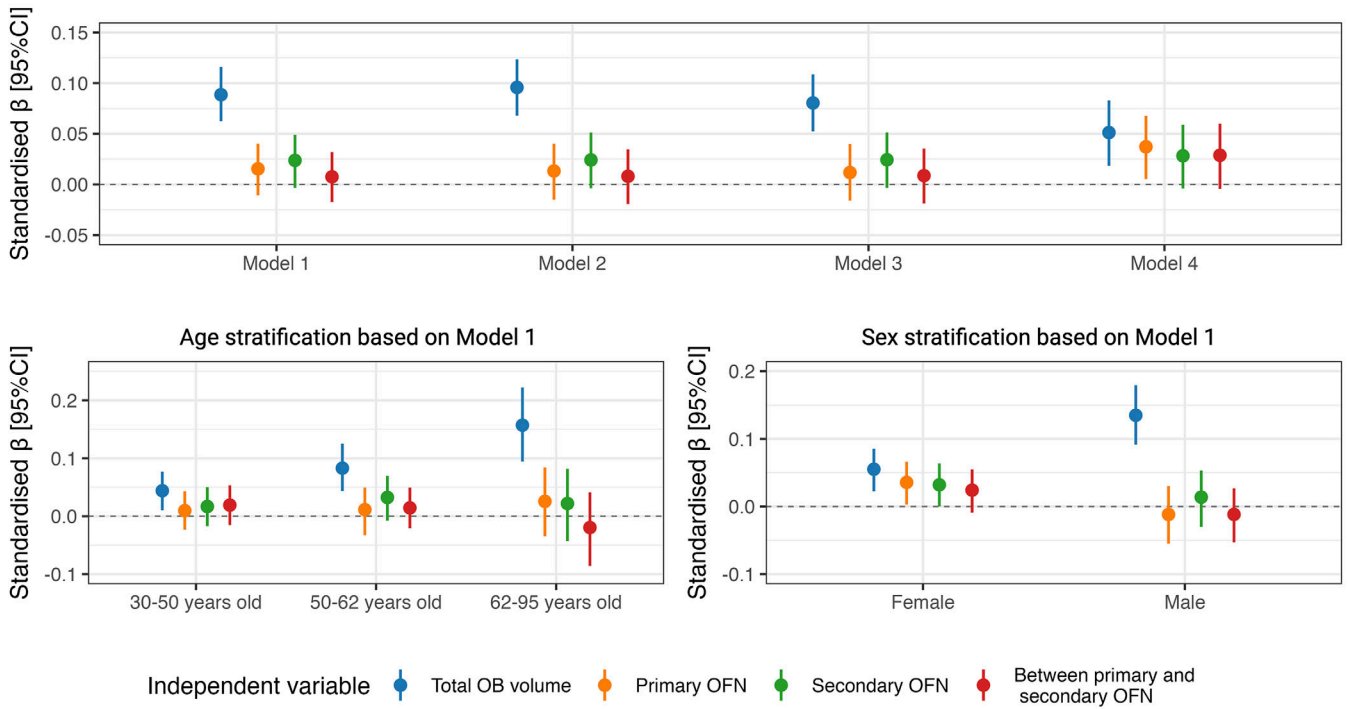 Standardised β [95%CI]
0.15
0.10
0.05
0.00
-0.05
Model 1
Model 2
Model 3
Model 4
Age stratification based on Model 1
Standardised β [95%CI]
0.2
0.1
0.0
-0.1
30-50 years old
50-62 years old
62-95 years old
Sex stratification based on Model 1
Standardised β [95%CI]
0.2
0.1
0.0
-0.1
Female
Male
Independent variable
Total OB volume
Primary OFN
Secondary OFN
Between primary and
secondary OFN